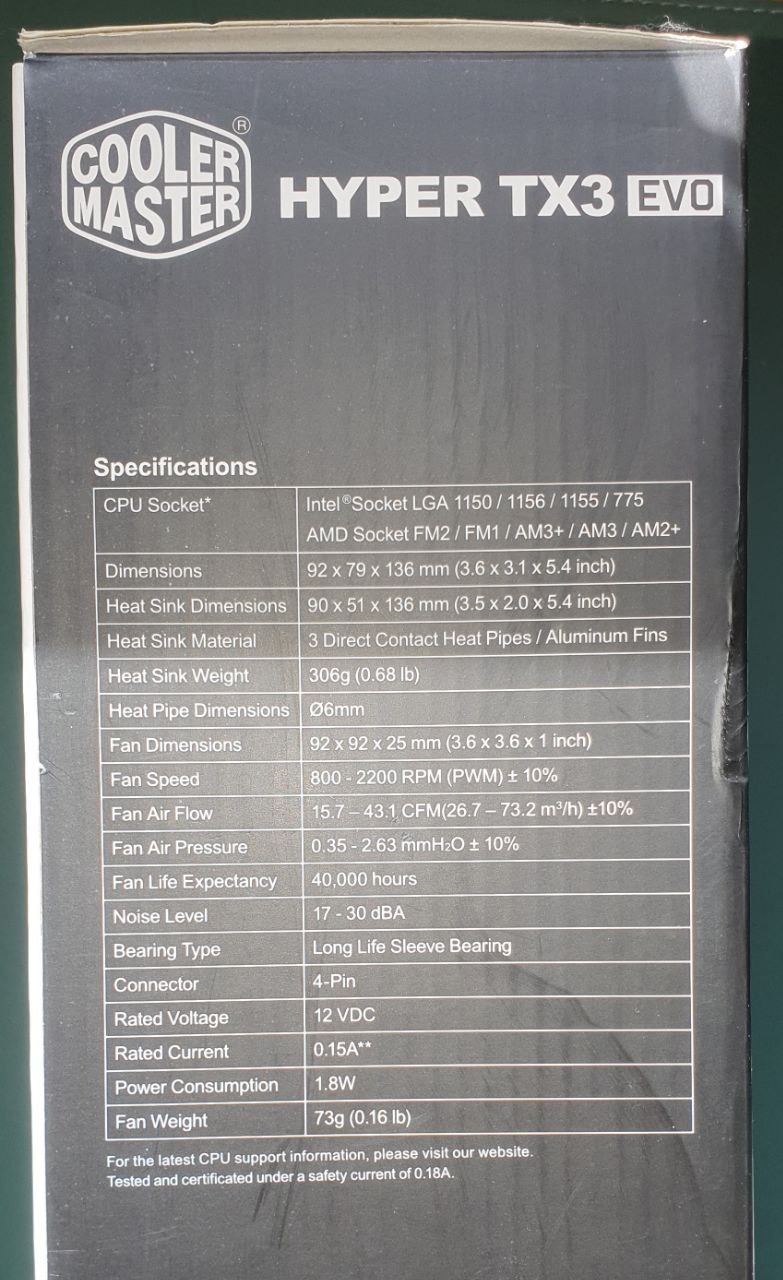 COOLER MASTER ®
HYPER TX3 EVO
Specifications
CPU Socket* Intel®Socket LGA 1150 / 1156 / 1155 / 775
AMD Socket FM2 / FM1 / AM3+ / AM3 / AM2+
Dimensions 92 x 79 x 136 mm (3.6 x 3.1 x 5.4 inch)
Heat Sink Dimensions 90 x 51 x 136 mm (3.5 x 2.0 x 5.4 inch)
Heat Sink Material 3 Direct Contact Heat Pipes / Aluminum Fins
Heat Sink Weight 306g (0.68 lb)
Heat Pipe Dimensions Ø6mm
Fan Dimensions 92 x 92 x 25 mm (3.6 x 3.6 x 1 inch)
Fan Speed 800 - 2200 RPM (PWM) ± 10%
Fan Air Flow 15.7 – 43.1 CFM(26.7 – 73.2 m³/h) ±10%
Fan Air Pressure 0.35 - 2.63 mmH₂O ± 10%
Fan Life Expectancy 40,000 hours
Noise Level 17 - 30 dBA
Bearing Type Long Life Sleeve Bearing
Connector 4-Pin
Rated Voltage 12 VDC
Rated Current 0.15A**
Power Consumption 1.8W
Fan Weight 73g (0.16 lb)
For the latest CPU support information, please visit our website.
Tested and certificated under a safety current of 0.18A.